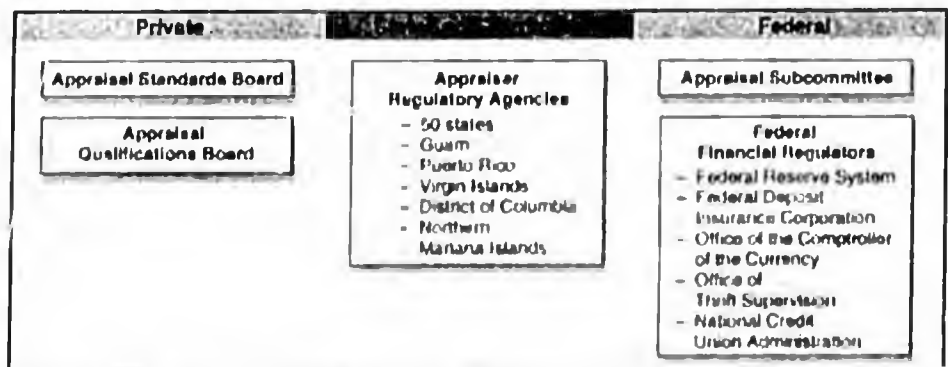 Private
Federal
Appraisal Standards Board
Appraisal
Qualifications Board
Appraiser
Regulatory Agencies
– 50 states
– Guam
– Puerto Rico
– Virgin Islands
– District of Columbia
– Northern
Mariana Islands
Appraisal Subcommittee
Federal
Financial Regulators
– Federal Reserve System
– Federal Deposit
Insurance Corporation
– Office of the Comptroller
of the Currency
– Office of
Thrift Supervision
– National Credit
Union Administration